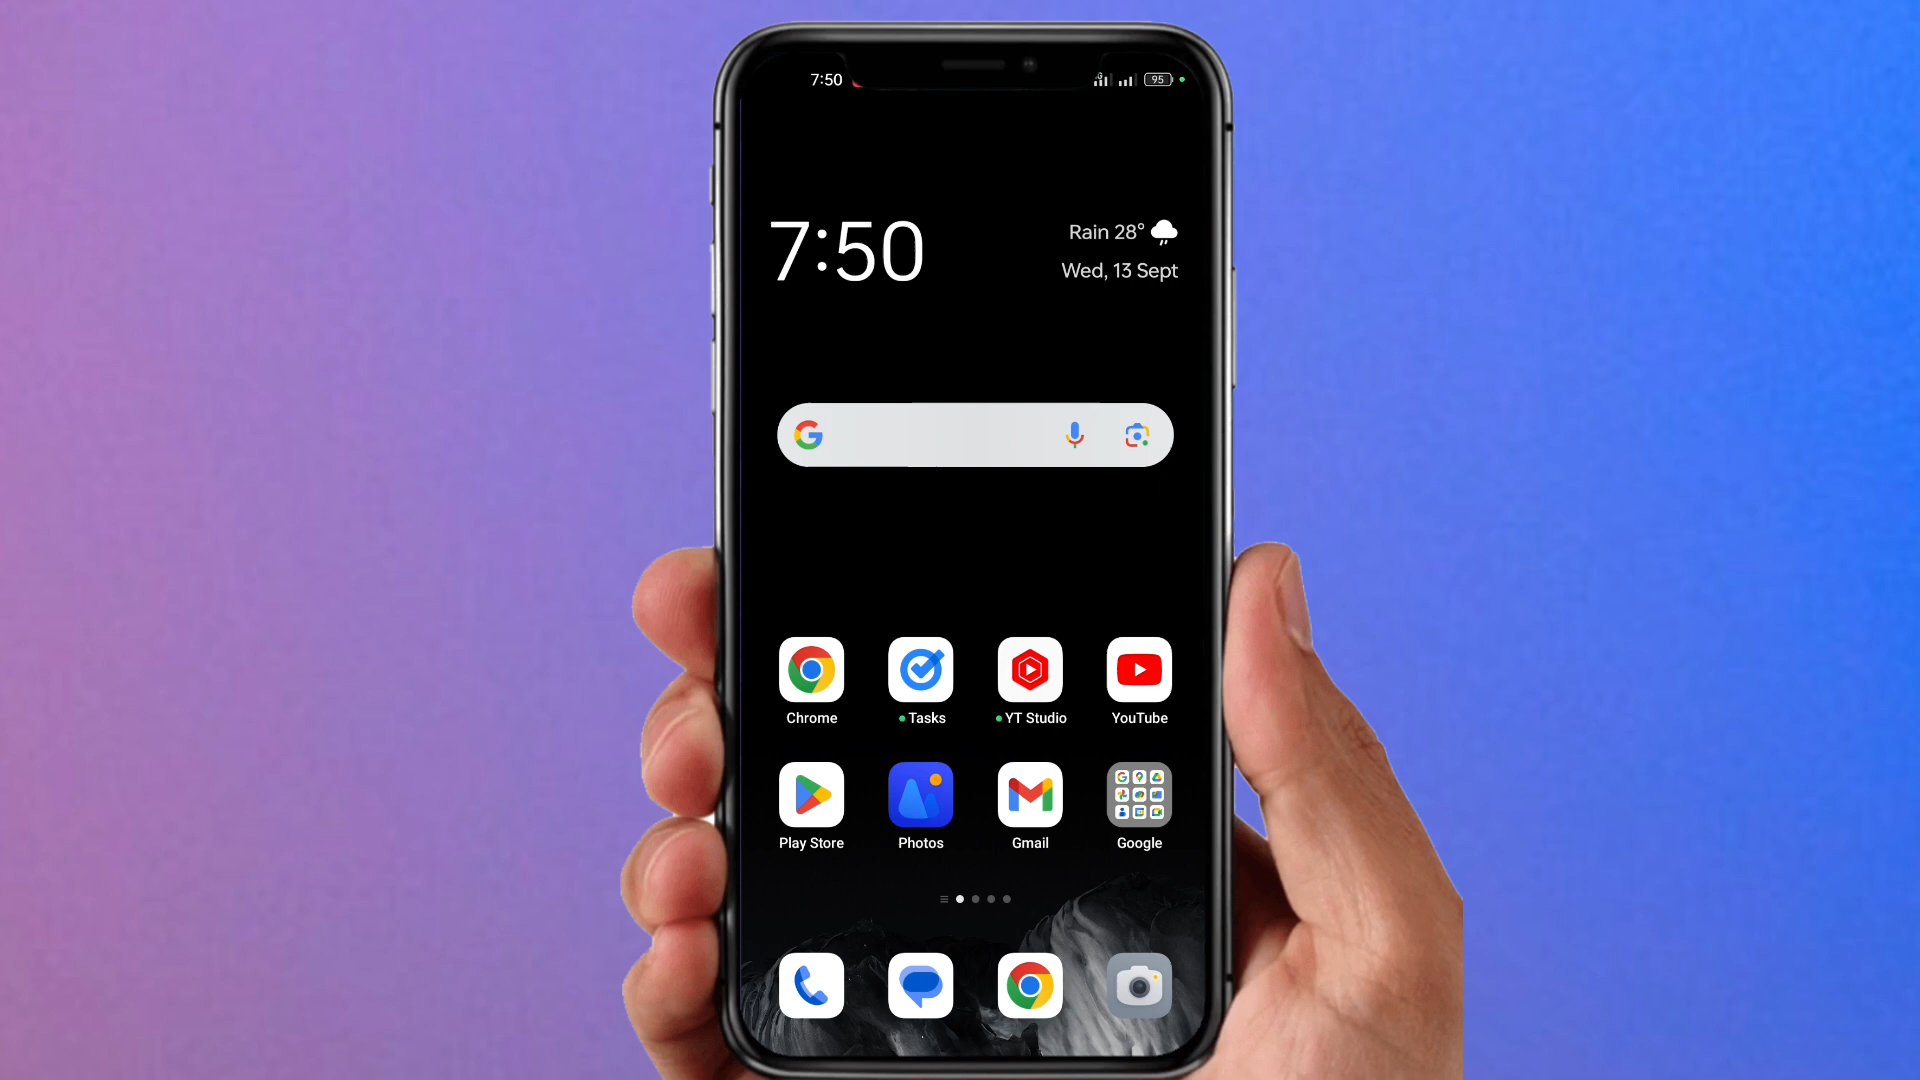 7:50
95
7:50
Rain 28°
Wed, 13 Sept
Chrome
Tasks
YT Studio
YouTube
Play Store
Photos
Gmail
Google